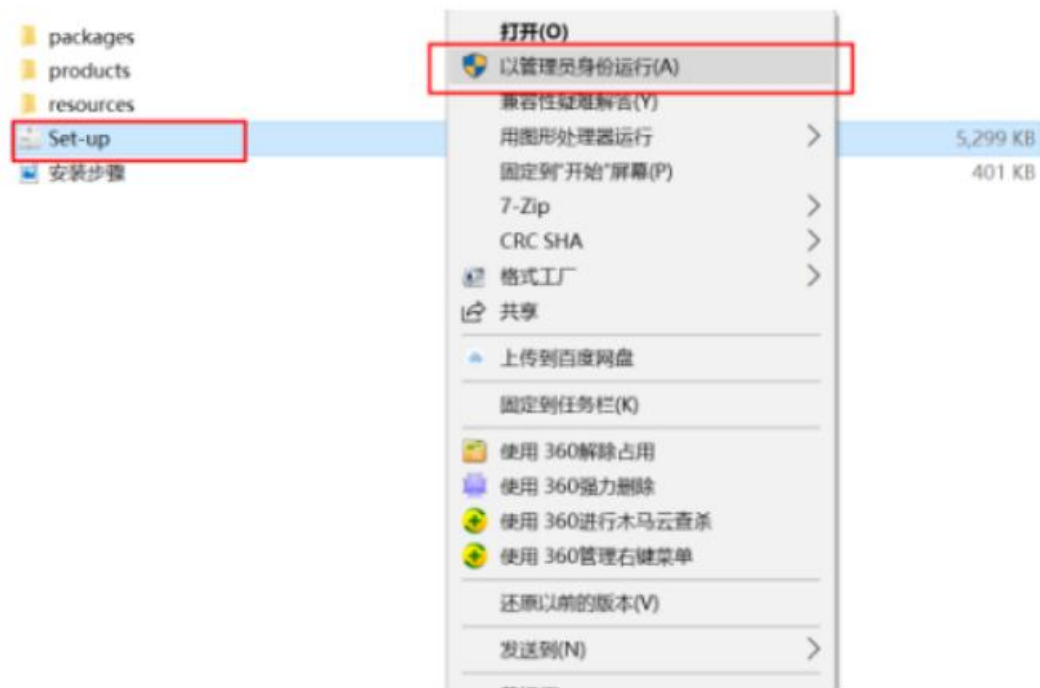 packages
products
resources
Set-up
5,299 KB
安装步骤
401 KB
打开(O)
以管理员身份运行(A)
兼容性疑难解答(Y)
用图形处理器运行
固定到"开始"屏幕(P)
7-Zip
CRC SHA
格式工厂
共享
上传到百度网盘
固定到任务栏(K)
使用 360解除占用
使用 360强力删除
使用 360进行木马云查杀
使用 360管理右键菜单
还原以前的版本(V)
发送到(N)